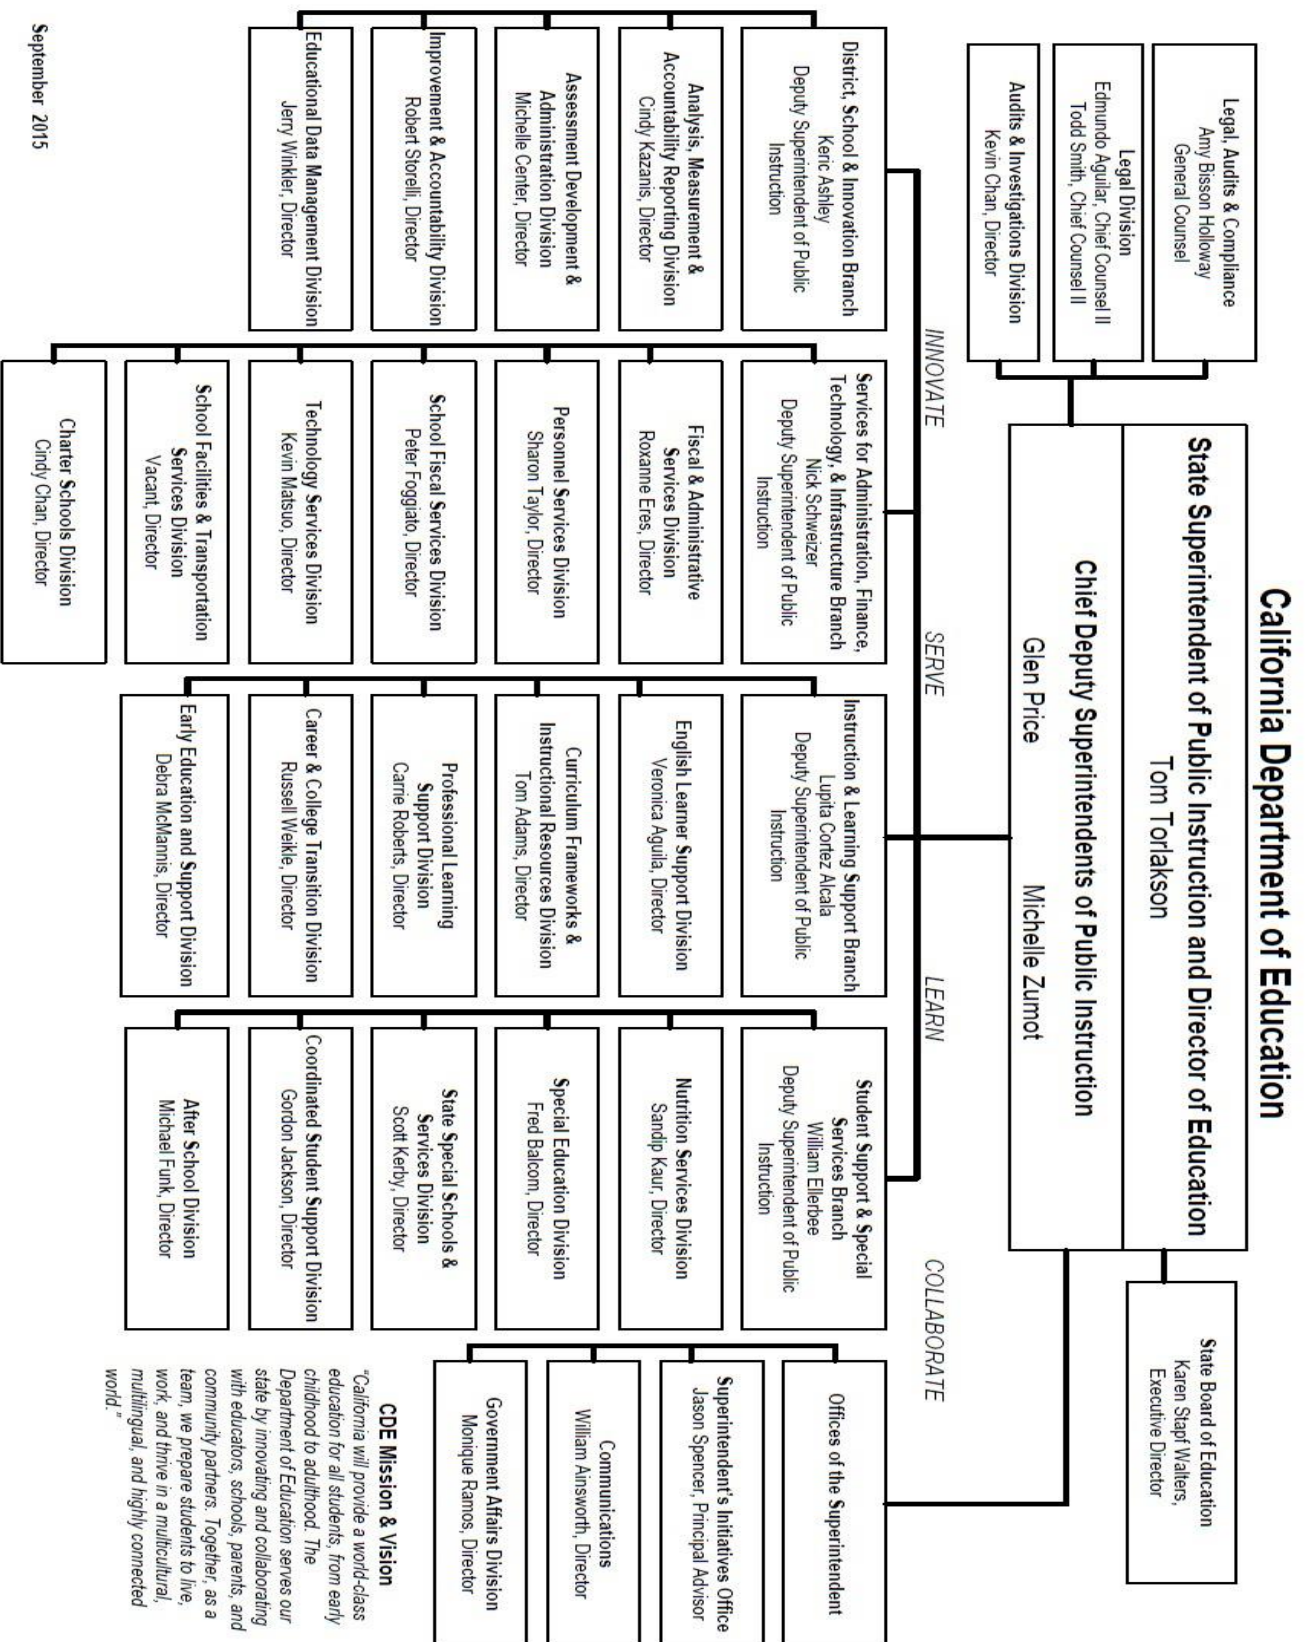 California Department of Education
State Superintendent of Public Instruction and Director of Education
Tom Torlakson
Chief Deputy Superintendents of Public Instruction
Glen Price
Michelle Zumot
State Board of Education
Karen Stapf Walters,
Executive Director
Legal, Audits & Compliance
Amy Bisson Holloway
General Counsel
Legal Division
Edmundo Aguilar, Chief Counsel II
Todd Smith, Chief Counsel II
Audits & Investigations Division
Kevin Chan, Director
INNOVATE
SERVE
LEARN
COLLABORATE
District, School & Innovation Branch
Keric Ashley
Deputy Superintendent of Public
Instruction
Analysis, Measurement &
Accountability Reporting Division
Cindy Kazanis, Director
Assessment Development &
Administration Division
Michelle Center, Director
Improvement & Accountability Division
Robert Storelli, Director
Educational Data Management Division
Jerry Winkler, Director
Services for Administration, Finance,
Technology, & Infrastructure Branch
Nick Schweizer
Deputy Superintendent of Public
Instruction
Fiscal & Administrative
Services Division
Roxanne Eres, Director
Personnel Services Division
Sharon Taylor, Director
School Fiscal Services Division
Peter Foggiato, Director
Technology Services Division
Kevin Matsuo, Director
School Facilities & Transportation
Services Division
Vacant, Director
Charter Schools Division
Cindy Chan, Director
Instruction & Learning Support Branch
Lupita Cortez Alcala
Deputy Superintendent of Public
Instruction
English Learner Support Division
Veronica Aguila, Director
Curriculum Frameworks &
Instructional Resources Division
Tom Adams, Director
Professional Learning
Support Division
Carrie Roberts, Director
Career & College Transition Division
Russell Weikle, Director
Early Education and Support Division
Debra McMannis, Director
Student Support & Special
Services Branch
William Ellerbee
Deputy Superintendent of Public
Instruction
Nutrition Services Division
Sandip Kaur, Director
Special Education Division
Fred Balcom, Director
State Special Schools &
Services Division
Scott Kerby, Director
Coordinated Student Support Division
Gordon Jackson, Director
After School Division
Michael Funk, Director
Offices of the Superintendent
Superintendent's Initiatives Office
Jason Spencer, Principal Advisor
Communications
William Ainsworth, Director
Government Affairs Division
Monique Ramos, Director
CDE Mission & Vision
"California will provide a world-class
education for all students, from early
childhood to adulthood. The
Department of Education serves our
state by innovating and collaborating
with educators, schools, parents, and
community partners. Together, as a
team, we prepare students to live,
work, and thrive in a multicultural,
multilingual, and highly connected
world."
September 2015